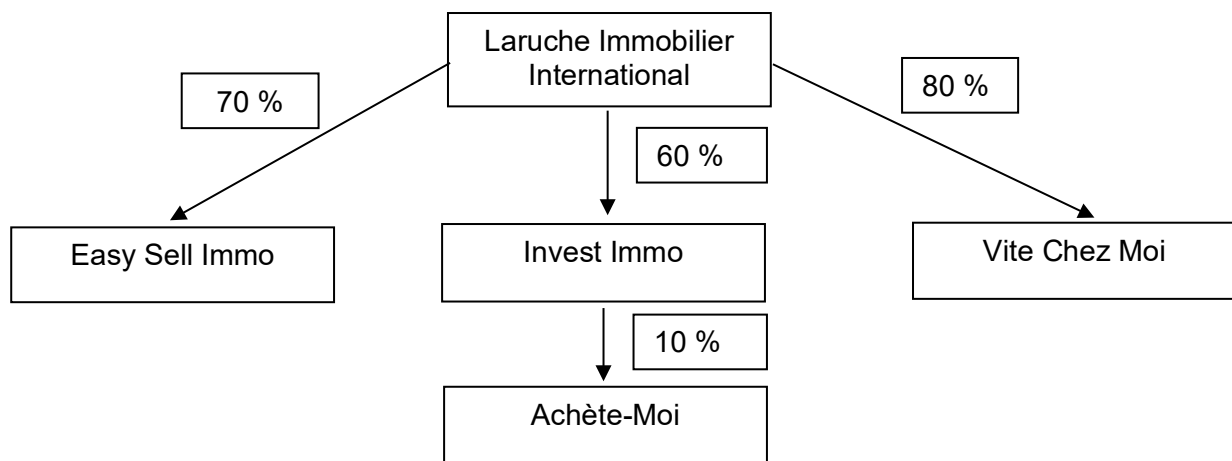 Laruche Immobilier
International
70 %
80 %
60 %
Easy Sell Immo
Invest Immo
Vite Chez Moi
10 %
Achète-Moi